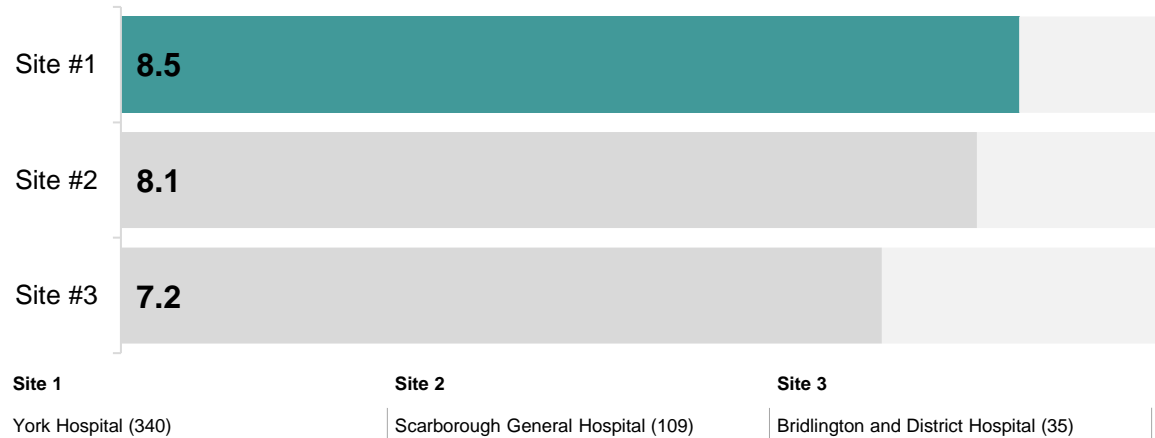 Site #1 8.5
Site #2 8.1
Site #3 7.2
Site 1 Site 2 Site 3
York Hospital (340) Scarborough General Hospital (109) Bridlington and District Hospital (35)